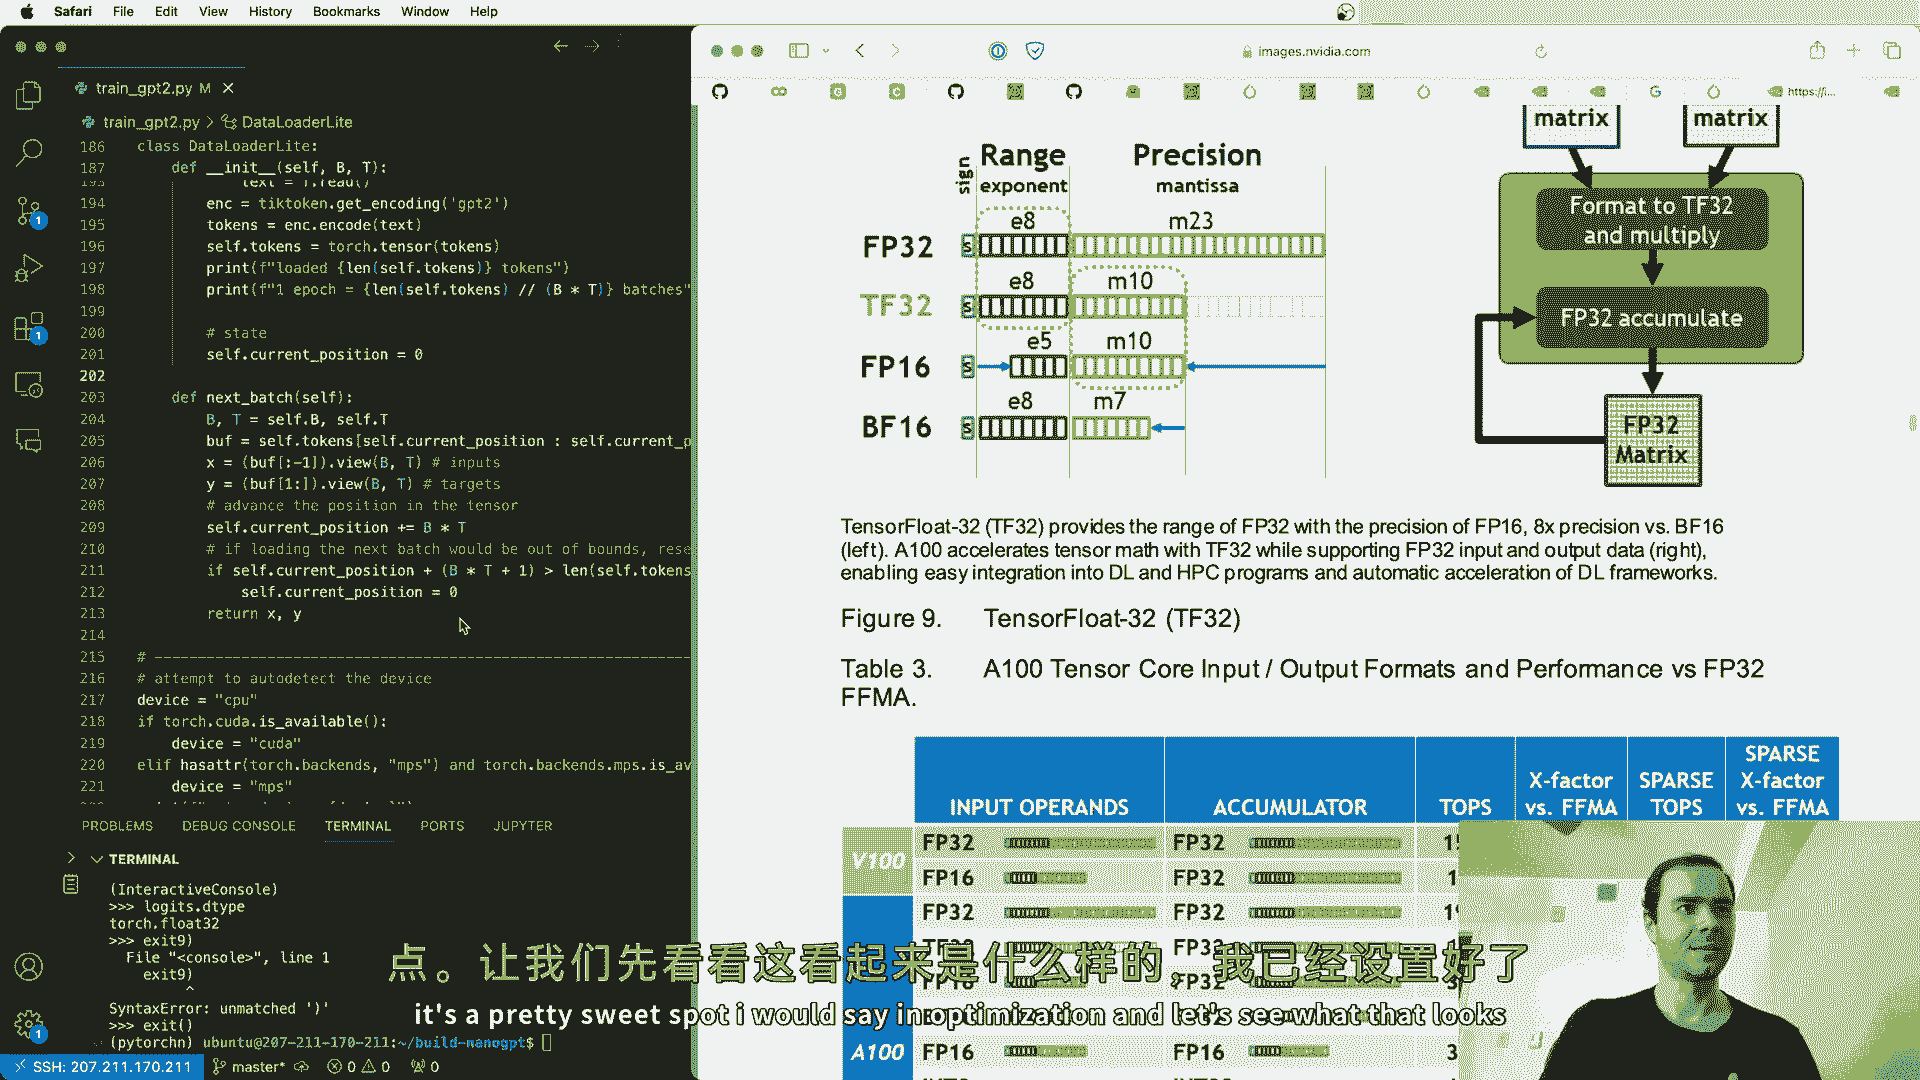 Safari File Edit View History Bookmarks Window Help
train_gpt2.py M
train_gpt2.py > DataLoaderLite
186 class DataLoaderLite:
187 def __init__(self, B, T):
194 enc = tiktoken.get_encoding('gpt2')
195 tokens = enc.encode(text)
196 self.tokens = torch.tensor(tokens)
197 print(f"loaded {len(self.tokens)} tokens")
198 print(f"1 epoch = {len(self.tokens) // (B * T)} batches"
199
200 # state
201 self.current_position = 0
202
203 def next_batch(self):
204 B, T = self.B, self.T
205 buf = self.tokens[self.current_position : self.current_p
206 x = (buf[:-1]).view(B, T) # inputs
207 y = (buf[1:]).view(B, T) # targets
208 # advance the position in the tensor
209 self.current_position += B * T
210 # if loading the next batch would be out of bounds, rese
211 if self.current_position + (B * T + 1) > len(self.tokens
212 self.current_position = 0
213 return x, y
214
215 # ----------------------------------------
216 # attempt to autodetect the device
217 device = "cpu"
218 if torch.cuda.is_available():
219 device = "cuda"
220 elif hasattr(torch.backends, "mps") and torch.backends.mps.is_av
221 device = "mps"
PROBLEMS DEBUG CONSOLE TERMINAL PORTS JUPYTER
TERMINAL
(InteractiveConsole)
>>> logits.dtype
torch.float32
>>> exit9)
File "<console>", line 1
exit9)
^
SyntaxError: unmatched ')'
>>> exit()
(pytorchn) ubuntu@207-211-170-211:~/build-nanogpt$
SSH: 207.211.170.211 master* 0 0 0
images.nvidia.com
https://i...
matrix matrix
sign Range Precision
exponent mantissa
e8 m23
FP32 S
e8 m10
TF32 S
e5 m10
FP16 S
e8 m7
BF16 S
Format to TF32
and multiply
FP32 accumulate
FP32
Matrix
TensorFloat-32 (TF32) provides the range of FP32 with the precision of FP16, 8x precision vs. BF16
(left). A100 accelerates tensor math with TF32 while supporting FP32 input and output data (right),
enabling easy integration into DL and HPC programs and automatic acceleration of DL frameworks.
Figure 9. TensorFloat-32 (TF32)
Table 3. A100 Tensor Core Input / Output Formats and Performance vs FP32
FFMA.
INPUT OPERANDS ACCUMULATOR TOPS X-factor vs. FFMA SPARSE TOPS SPARSE X-factor vs. FFMA
V100 FP32 FP32
FP16 FP32
FP32 FP32
TF32 FP32
A100 FP16 FP16
点。让我们先看看这看起来是什么样的，我已经设置好了
it's a pretty sweet spot i would say in optimization and let's see what that looks